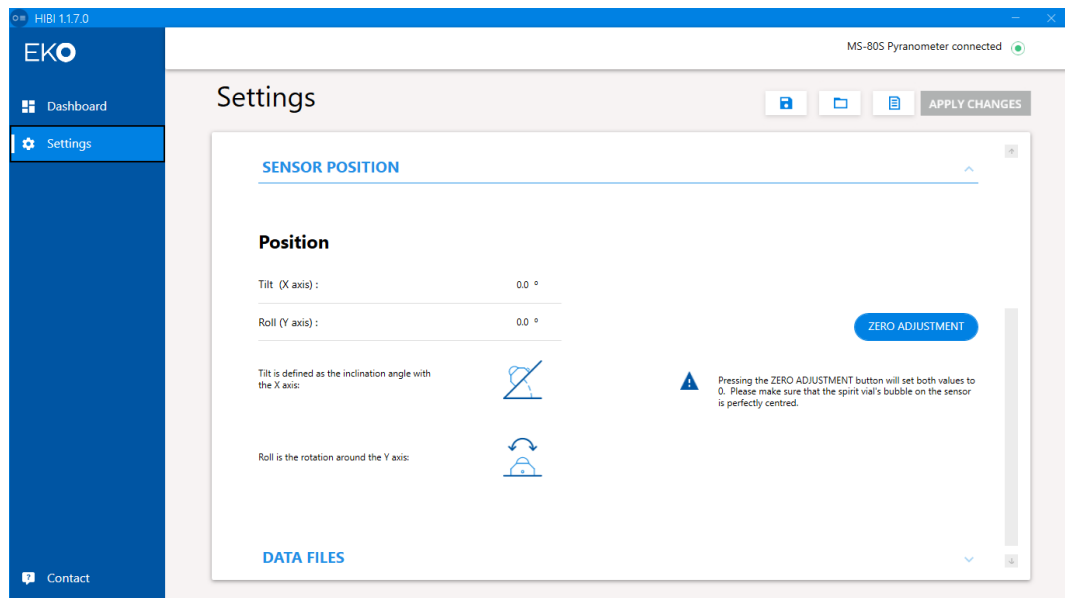 HIBI 1.1.7.0
EKO
MS-80S Pyranometer connected
Dashboard
Settings
Settings
APPLY CHANGES
SENSOR POSITION
Position
Tilt (X axis) :
0.0 º
Roll (Y axis) :
0.0 º
ZERO ADJUSTMENT
Tilt is defined as the inclination angle with
the X axis:
Pressing the ZERO ADJUSTMENT button will set both values to
0. Please make sure that the spirit vial's bubble on the sensor
is perfectly centred.
Roll is the rotation around the Y axis:
DATA FILES
Contact